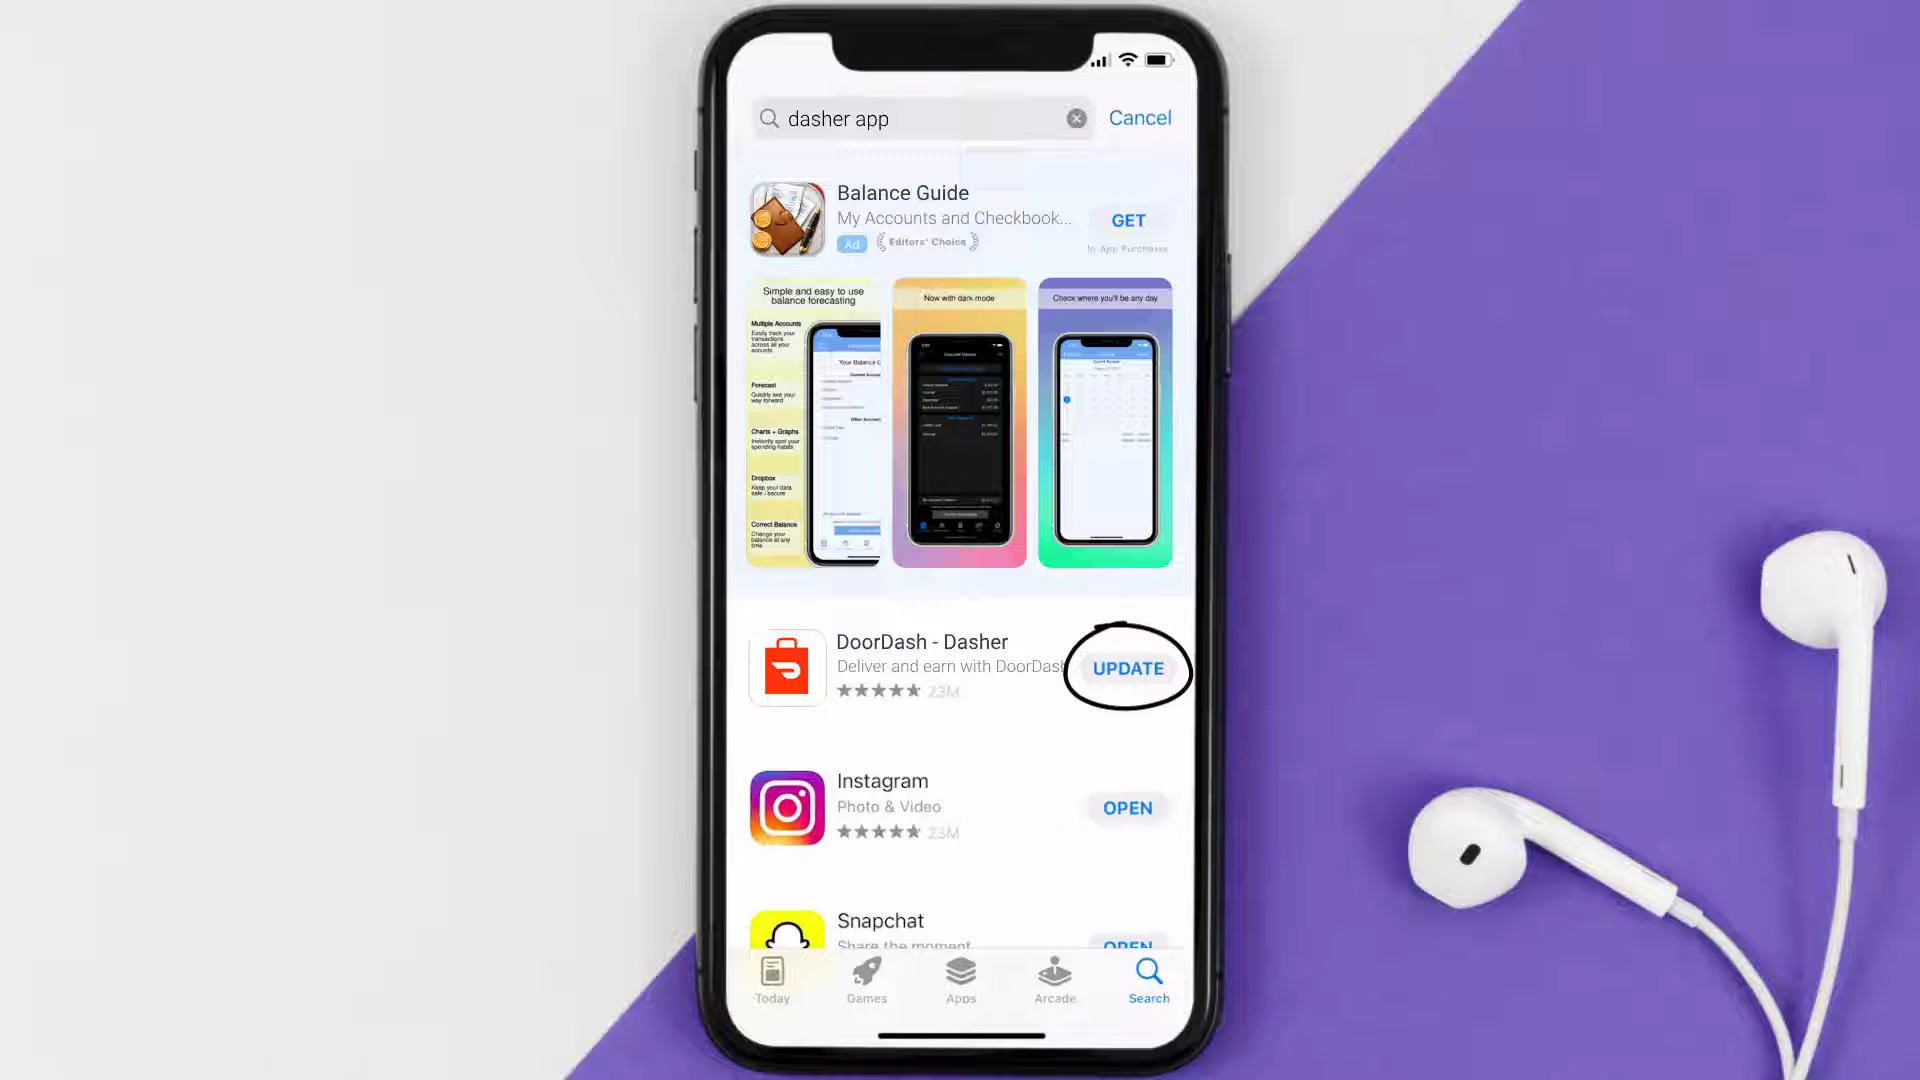 dasher app
Cancel
Balance Guide
My Accounts and Checkbook...
GET
Ad
Editors' Choice
In App Purchases
Simple and easy to use
balance forecasting
Multiple Accounts
Easily track your
transactions
across all your
accounts
Forecast
Quickly see your
way forward
Charts + Graphs
Instantly spot your
spending habits
Dropbox
Keep your data
safe / secure
Correct Balance
Change your
balance at any
time
Your Balance G
Now with dark mode
Check where you'll be any day
DoorDash - Dasher
Deliver and earn with DoorDash
23M
UPDATE
Instagram
Photo & Video
23M
OPEN
Snapchat
Share the moment
OPEN
Today
Games
Apps
Arcade
Search